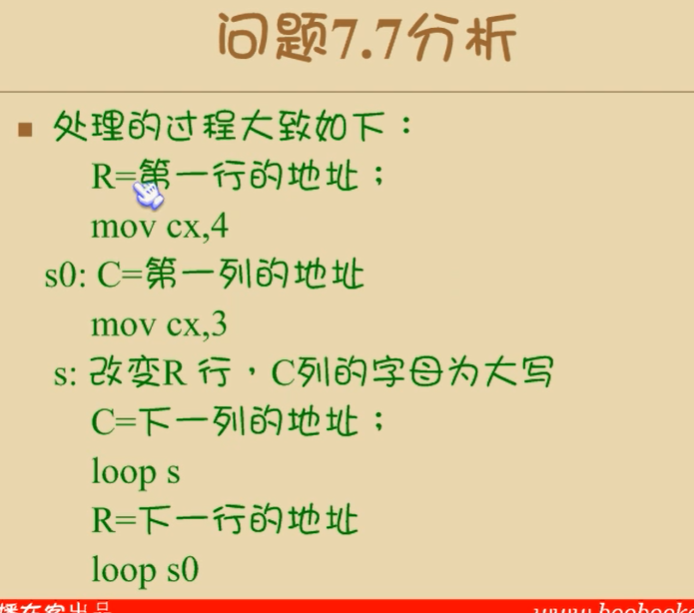 问题7.7分析
处理的过程大致如下：
R=第一行的地址；
mov cx,4
s0: C=第一列的地址
mov cx,3
s: 改变R 行，C列的字母为大写
C=下一列的地址；
loop s
R=下一行的地址
loop s0
播在客出品